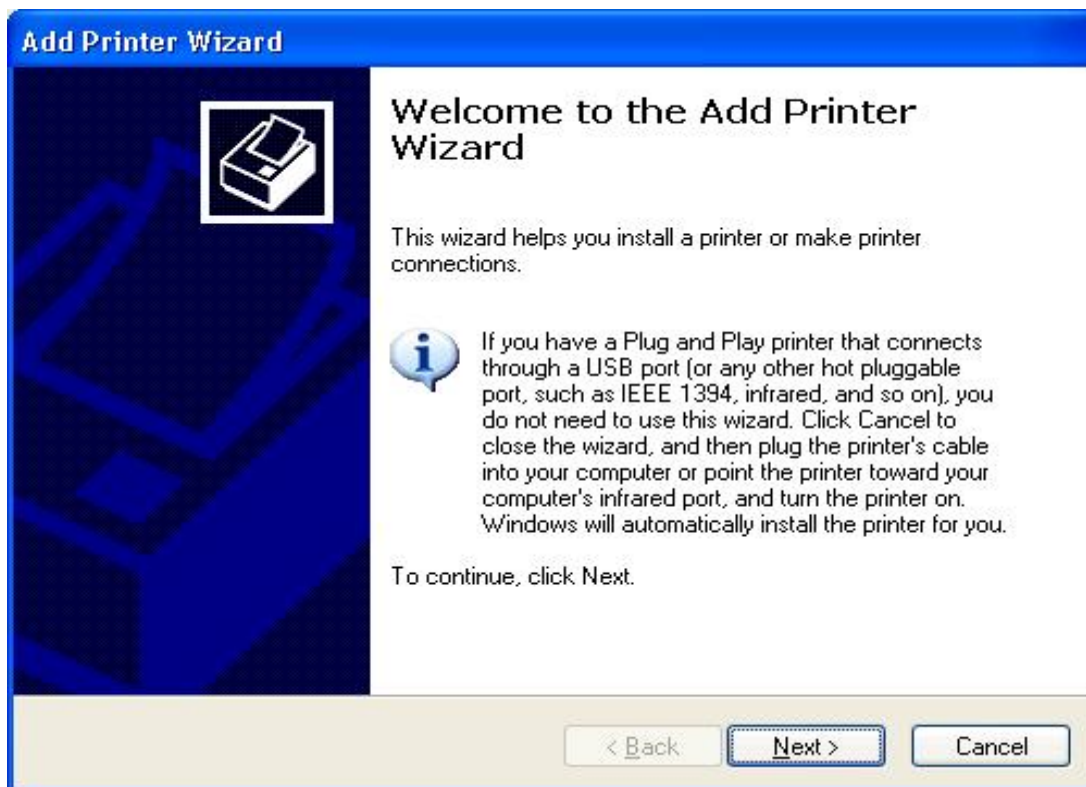 Add Printer Wizard
Welcome to the Add Printer
Wizard
This wizard helps you install a printer or make printer
connections.
If you have a Plug and Play printer that connects
through a USB port (or any other hot pluggable
port, such as IEEE 1394, infrared, and so on), you
do not need to use this wizard. Click Cancel to
close the wizard, and then plug the printer's cable
into your computer or point the printer toward your
computer's infrared port, and turn the printer on.
Windows will automatically install the printer for you.
To continue, click Next.
< Back Next > Cancel